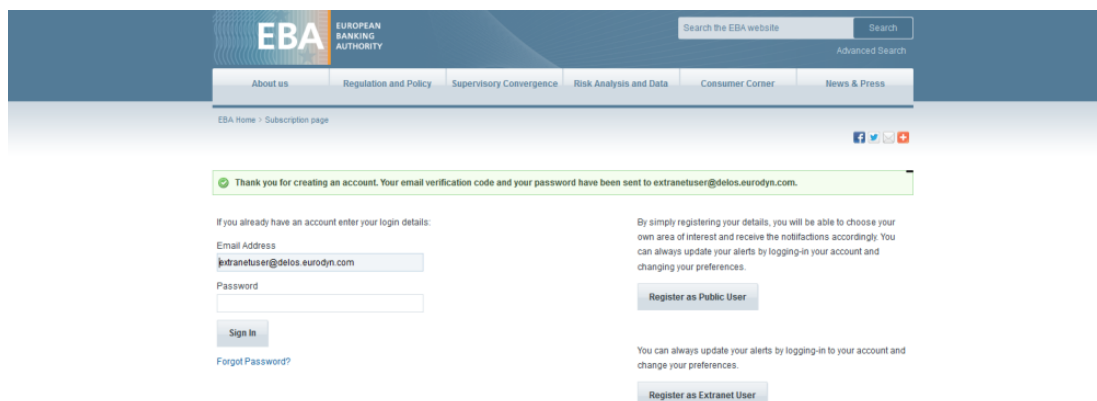 EBA
EUROPEAN
BANKING
AUTHORITY
Search the EBA website
Search
Advanced Search
About us
Regulation and Policy
Supervisory Convergence
Risk Analysis and Data
Consumer Corner
News & Press
EBA Home > Subscription page
Thank you for creating an account. Your email verification code and your password have been sent to extranetuser@delos.eurodyn.com.
If you already have an account enter your login details:
Email Address
extranetuser@delos.eurodyn.com
Password
Sign In
Forgot Password?
By simply registering your details, you will be able to choose your
own area of interest and receive the notiifactions accordingly. You
can always update your alerts by logging-in your account and
changing your preferences.
Register as Public User
You can always update your alerts by logging-in to your account and
change your preferences.
Register as Extranet User